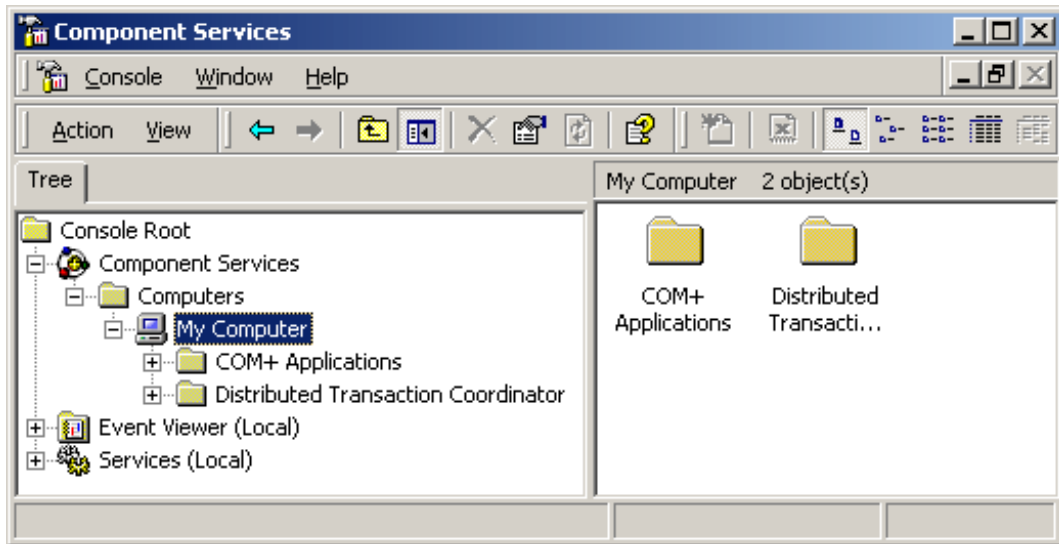 Component Services
Console Window Help
Action View
Tree
My Computer 2 object(s)
Console Root
Component Services
Computers
My Computer
COM+ Applications
Distributed Transaction Coordinator
Event Viewer (Local)
Services (Local)
COM+
Applications
Distributed
Transacti...